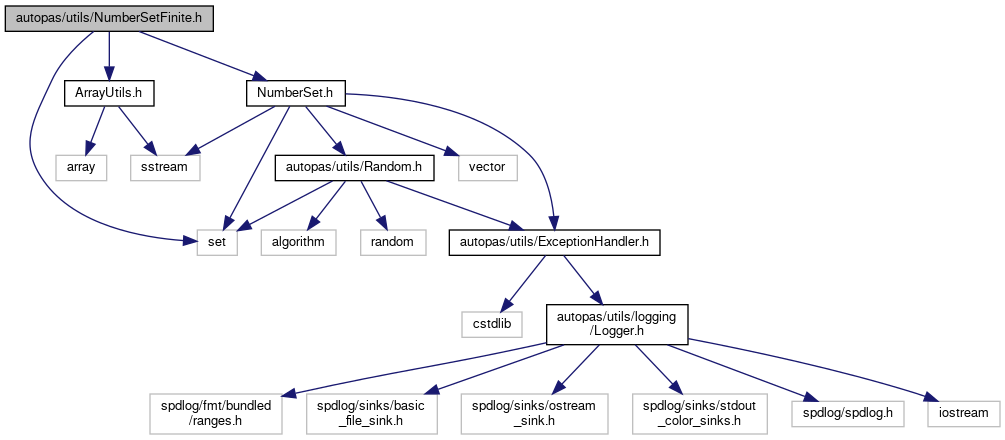 autopas/utils/NumberSetFinite.h
ArrayUtils.h
NumberSet.h
array
sstream
autopas/utils/Random.h
vector
set
algorithm
random
autopas/utils/ExceptionHandler.h
cstdlib
autopas/utils/logging
/Logger.h
spdlog/fmt/bundled
/ranges.h
spdlog/sinks/basic
_file_sink.h
spdlog/sinks/ostream
_sink.h
spdlog/sinks/stdout
_color_sinks.h
spdlog/spdlog.h
iostream